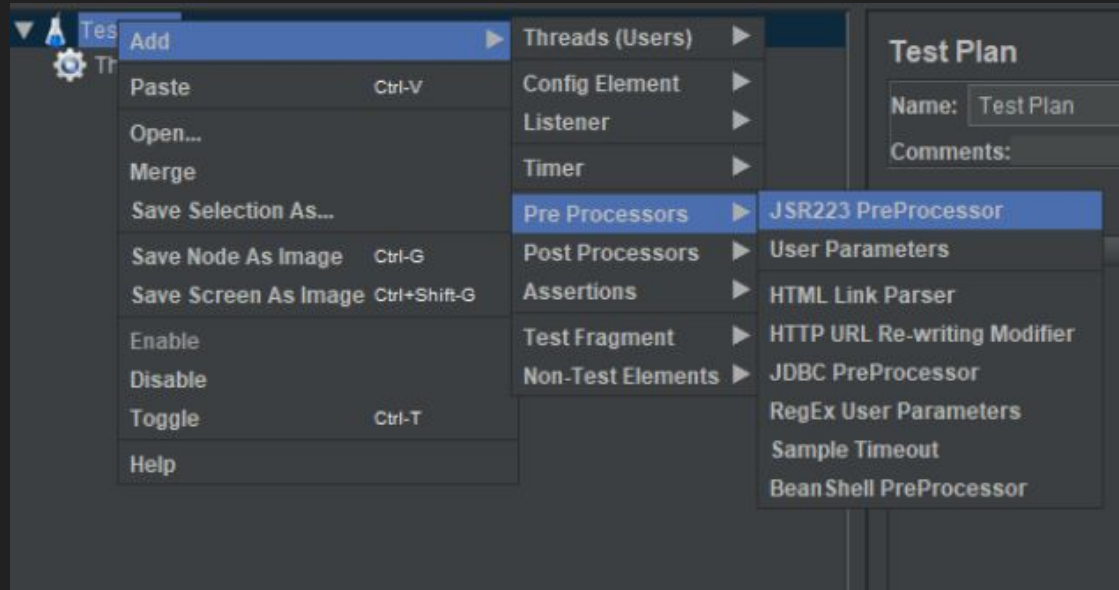 Tes
Th
Add
Paste Ctrl-V
Open...
Merge
Save Selection As...
Save Node As Image Ctrl-G
Save Screen As Image Ctrl+Shift-G
Enable
Disable
Toggle Ctrl-T
Help
Threads (Users)
Config Element
Listener
Timer
Pre Processors
Post Processors
Assertions
Test Fragment
Non-Test Elements
JSR223 PreProcessor
User Parameters
HTML Link Parser
HTTP URL Re-writing Modifier
JDBC PreProcessor
RegEx User Parameters
Sample Timeout
BeanShell PreProcessor
Test Plan
Name: Test Plan
Comments: